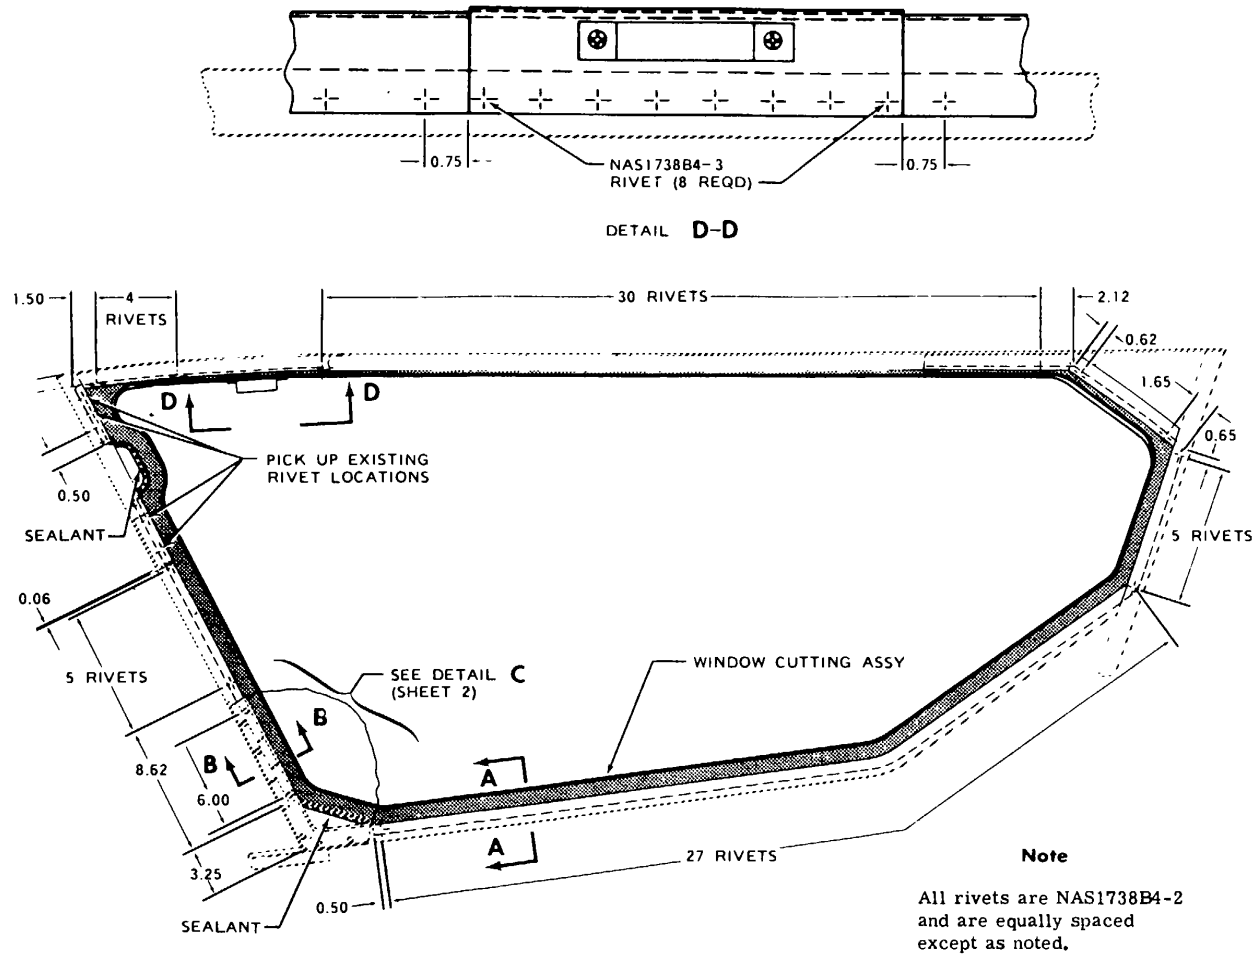 0.75
NAS1738B4-3
RIVET (8 REQD)
0.75
DETAIL D-D
1.50
4
RIVETS
30 RIVETS
2.12
0.62
1.65
0.65
D
D
PICK UP EXISTING
RIVET LOCATIONS
0.50
SEALANT
5 RIVETS
0.06
5 RIVETS
SEE DETAIL C
(SHEET 2)
WINDOW CUTTING ASSY
B
B
8.62
6.00
A
A
3.25
0.50
27 RIVETS
SEALANT
Note
All rivets are NAS1738B4-2
and are equally spaced
except as noted.